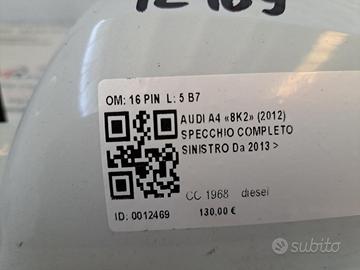 12469
OM: 16 PIN L: 5 B7
AUDI A4 «8K2» (2012)
SPECCHIO COMPLETO
SINISTRO Da 2013 >
CC 1968 diesel
ID: 0012469 130.00 €
subito